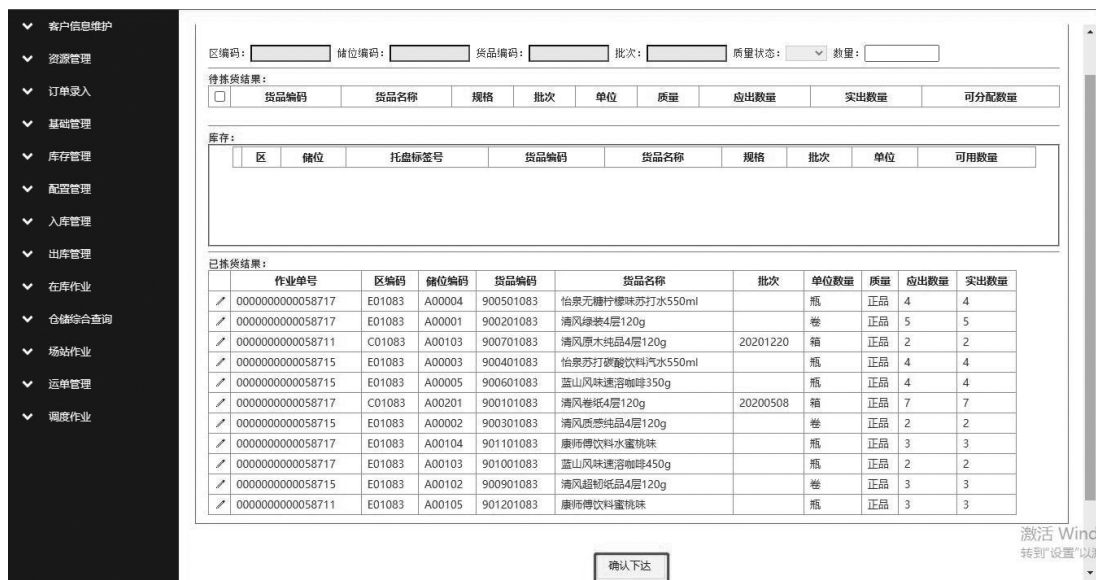 客户信息维护
资源管理
订单录入
基础管理
库存管理
配置管理
入库管理
出库管理
在库作业
仓储综合查询
场站作业
运单管理
调度作业
区编码: 储位编码: 货品编码: 批次: 质量状态: 数量:
待拣货结果:
货品编码 货品名称 规格 批次 单位 质量 应出数量 实出数量 可分配数量
库存:
区 储位 托盘标签号 货品编码 货品名称 规格 批次 单位 可用数量
已拣货结果:
作业单号 区编码 储位编码 货品编码 货品名称 批次 单位数量 质量 应出数量 实出数量
0000000000058717 E01083 A00004 900501083 怡泉无糖柠檬味苏打水550ml 瓶 正品 4 4
0000000000058717 E01083 A00001 900201083 清风绿装4层120g 卷 正品 5 5
0000000000058711 C01083 A00103 900701083 清风原木纯品4层120g 20201220 箱 正品 2 2
0000000000058715 E01083 A00003 900401083 怡泉苏打碳酸饮料汽水550ml 瓶 正品 4 4
0000000000058715 E01083 A00005 900601083 蓝山风味速溶咖啡350g 瓶 正品 4 4
0000000000058717 C01083 A00201 900101083 清风卷纸4层120g 20200508 箱 正品 7 7
0000000000058715 E01083 A00002 900301083 清风质感纯品4层120g 卷 正品 2 2
0000000000058717 E01083 A00104 901101083 康师傅饮料水蜜桃味 瓶 正品 3 3
0000000000058717 E01083 A00103 901001083 蓝山风味速溶咖啡450g 瓶 正品 2 2
0000000000058715 E01083 A00102 900901083 清风超韧纸品4层120g 卷 正品 3 3
0000000000058711 E01083 A00105 901201083 康师傅饮料蜜桃味 瓶 正品 3 3
激活 Wind
转到"设置"以
确认下达